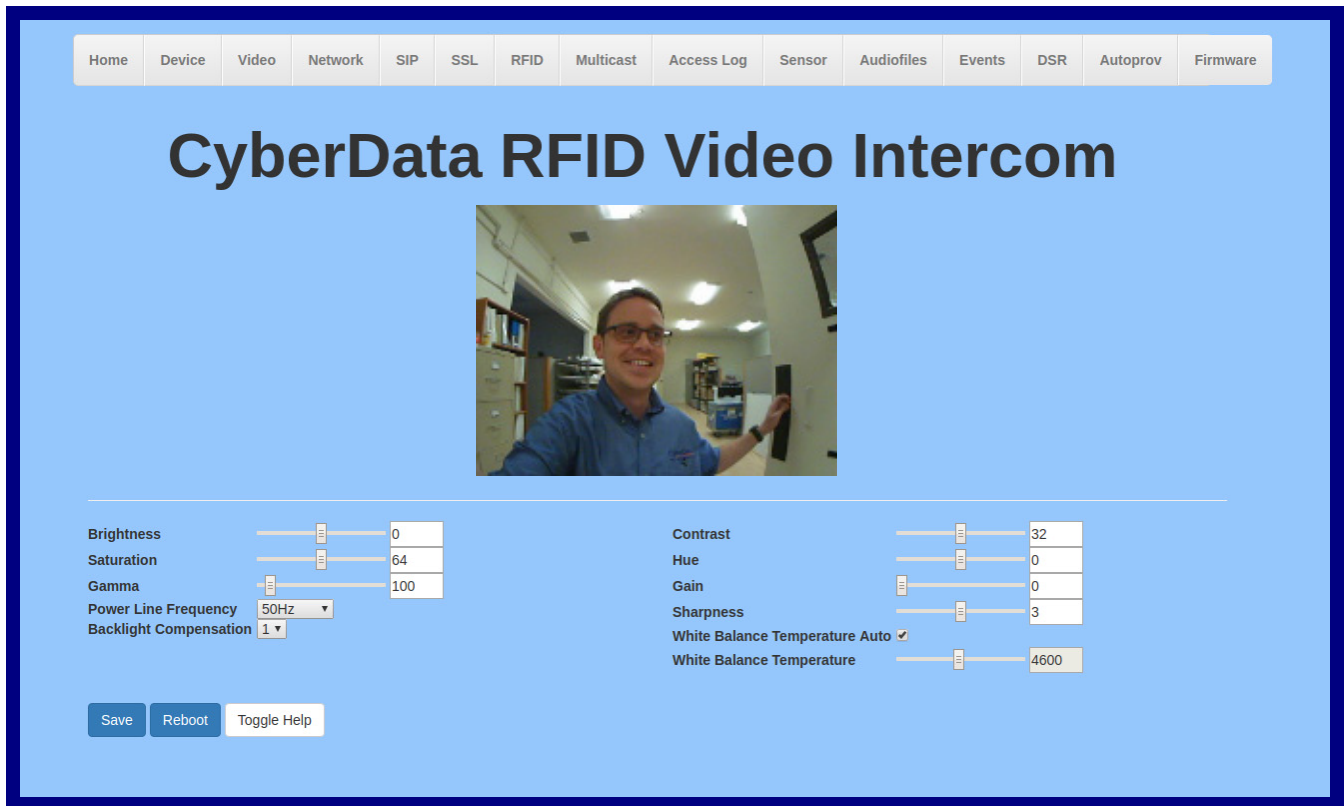 Home Device Video Network SIP SSL RFID Multicast Access Log Sensor Audiofiles Events DSR Autoprov Firmware
CyberData RFID Video Intercom
Brightness 0
Saturation 64
Gamma 100
Power Line Frequency 50Hz
Backlight Compensation 1
Contrast 32
Hue 0
Gain 0
Sharpness 3
White Balance Temperature Auto
White Balance Temperature 4600
Save Reboot Toggle Help